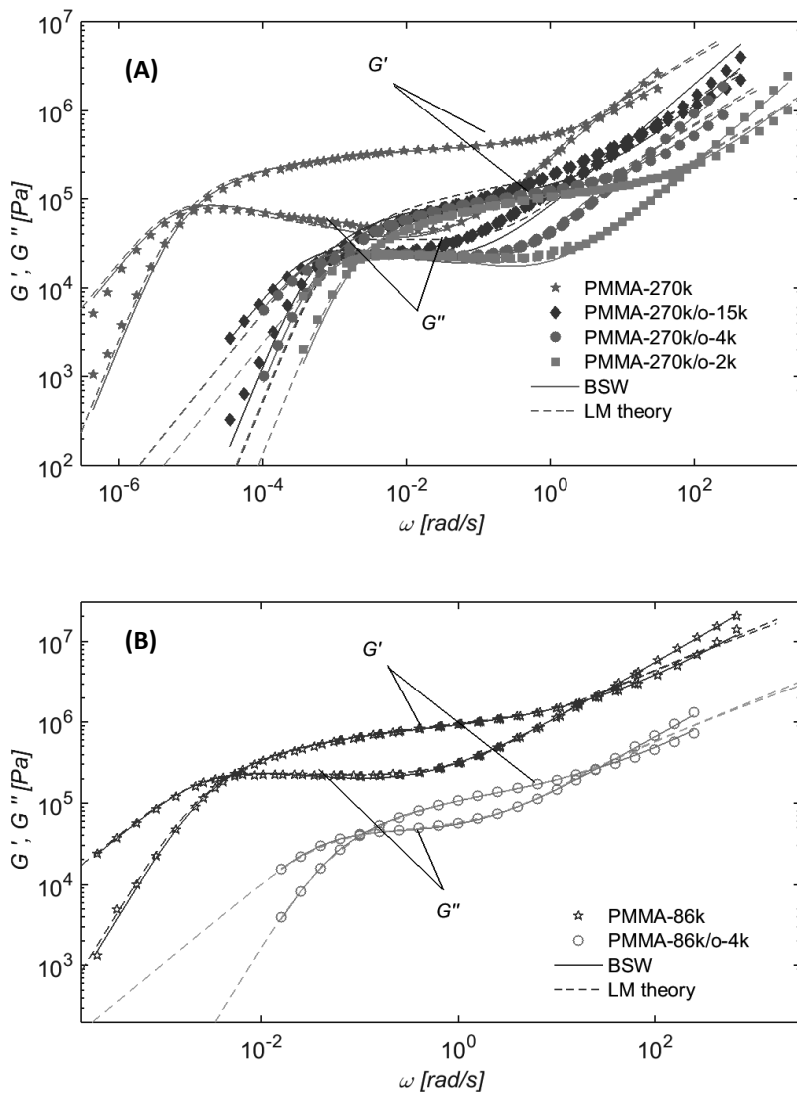 (A)
10^7
10^6
10^5
10^4
10^3
10^2
G', G'' [Pa]
G'
G''
PMMA-270k
PMMA-270k/o-15k
PMMA-270k/o-4k
PMMA-270k/o-2k
BSW
LM theory
10^-6
10^-4
10^-2
10^0
10^2
ω [rad/s]
(B)
10^7
10^6
10^5
10^4
10^3
G', G'' [Pa]
G'
G''
PMMA-86k
PMMA-86k/o-4k
BSW
LM theory
10^-2
10^0
10^2
ω [rad/s]